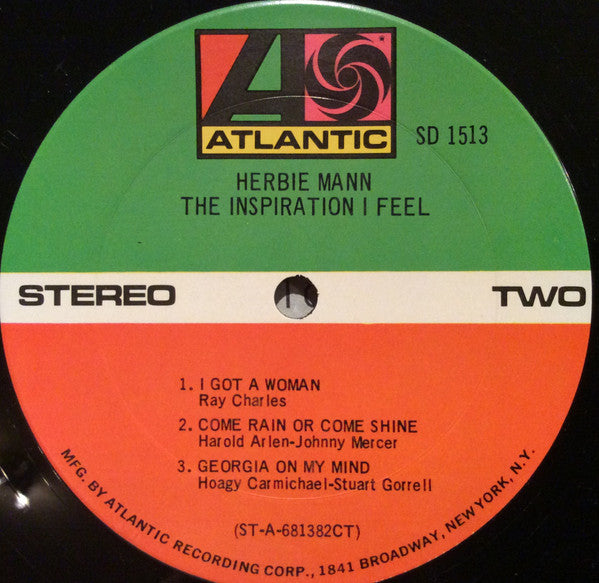 ATLANTIC
SD 1513
HERBIE MANN
THE INSPIRATION I FEEL
STEREO
TWO
1. I GOT A WOMAN
Ray Charles
2. COME RAIN OR COME SHINE
Harold Arlen-Johnny Mercer
3. GEORGIA ON MY MIND
Hoagy Carmichael-Stuart Gorrell
(ST-A-681382CT)
MFG. BY ATLANTIC RECORDING CORP., 1841 BROADWAY, NEW YORK, N.Y.